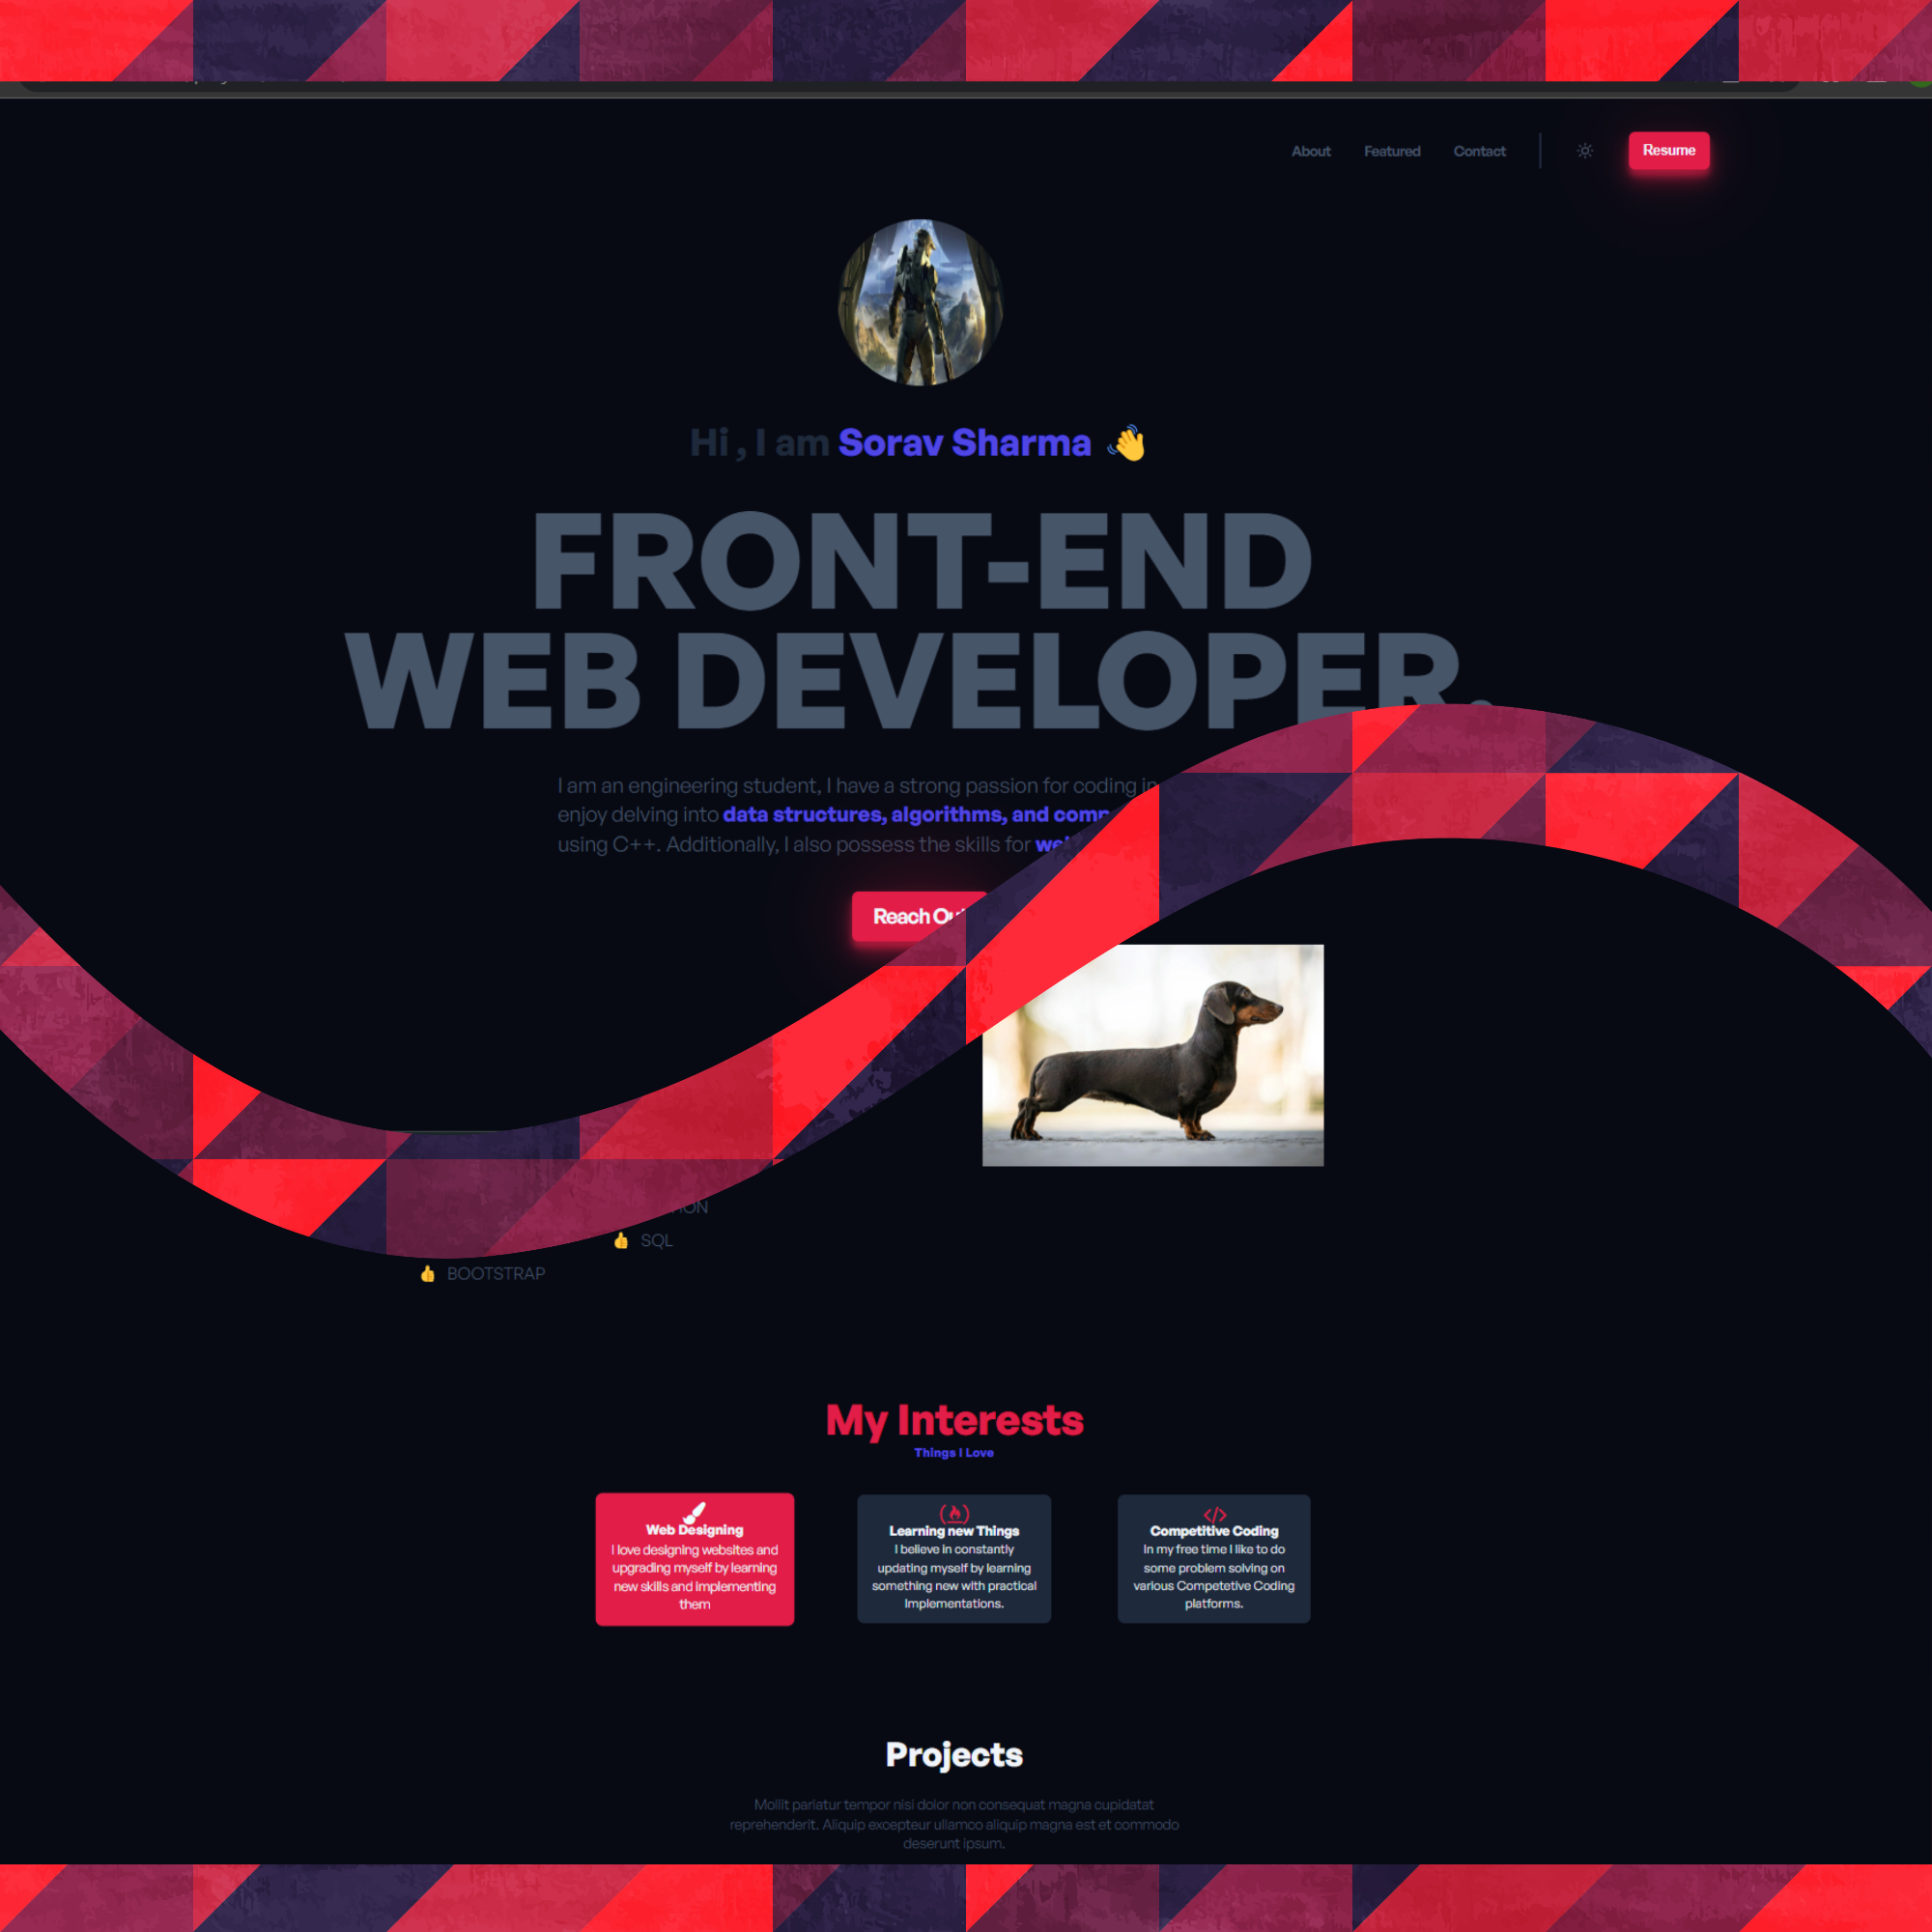 About Featured Contact Resume
Hi , I am Sorav Sharma
FRONT-END
WEB DEVELOPER.
I am an engineering student, I have a strong passion for coding in
enjoy delving into data structures, algorithms, and
using C++. Additionally, I also possess the skills for
Reach
SQL
BOOTSTRAP
My Interests
Things I Love
Web Designing
I love designing websites and
upgrading myself by learning
new skills and implementing
them
Learning new Things
I believe in constantly
updating myself by learning
something new with practical
Implementations.
Competitive Coding
In my free time I like to do
some problem solving on
various Competetive Coding
platforms.
Projects
Mollit pariatur tempor nisi dolor non consequat magna cupidatat
reprehenderit. Aliquip excepteur ullamco aliquip magna est et commodo
deserunt ipsum.